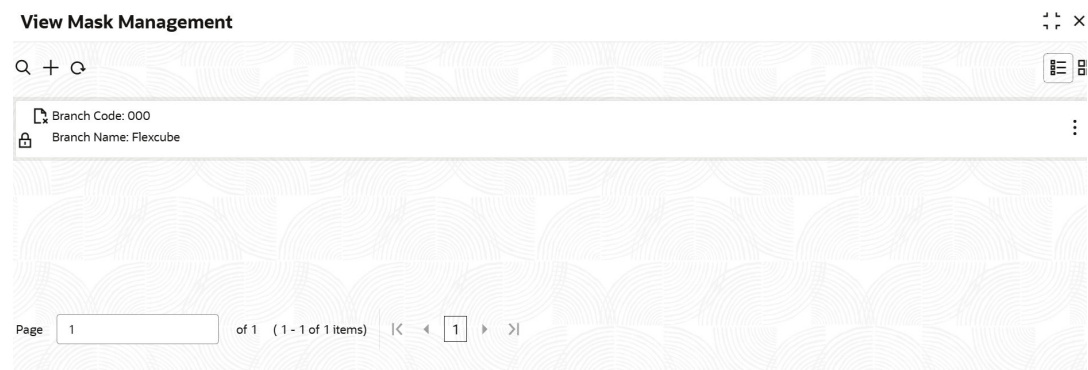 View Mask Management
Branch Code: 000
Branch Name: Flexcube
Page 1 of 1 ( 1 - 1 of 1 items) 1